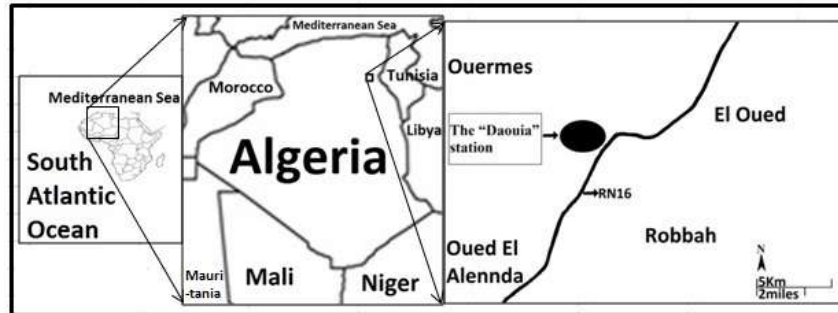 Mediterranean Sea
South
Atlantic
Ocean
Mediterranean Sea
Morocco
Tunisia
Libya
Algeria
Mauri
-tania
Mali
Niger
Ouermes
El Oued
The "Daouia"
station
RN16
Robbah
Oued El
Alennda
N
5Km
2miles